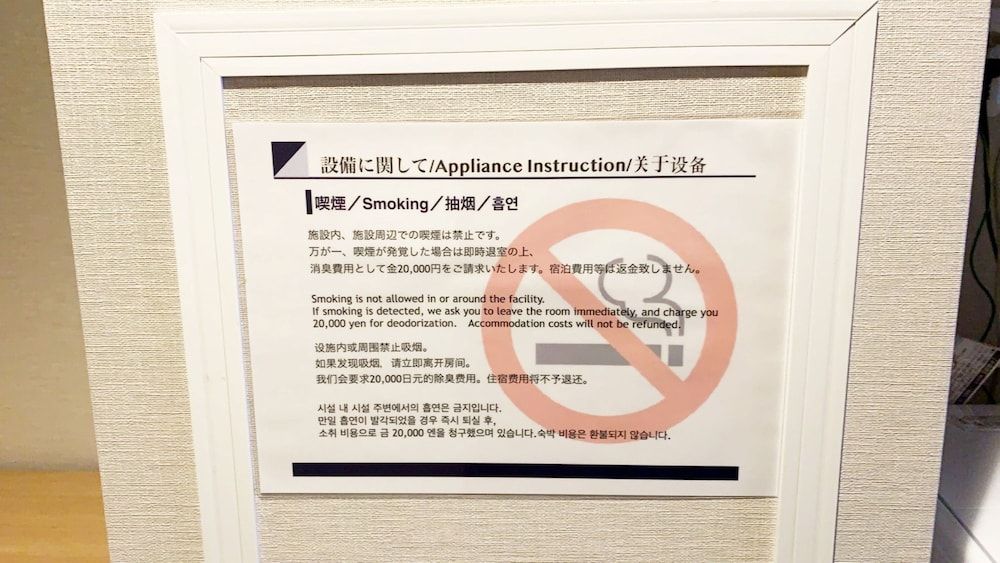 設備に関して/Appliance Instruction/关于设备
喫煙／Smoking／抽烟／흡연
施設内、施設周辺での喫煙は禁止です。
万が一、喫煙が発覚した場合は即時退室の上、
消臭費用として金20,000円をご請求いたします。宿泊費用等は返金致しません。
Smoking is not allowed in or around the facility.
If smoking is detected, we ask you to leave the room immediately, and charge you
20,000 yen for deodorization. Accommodation costs will not be refunded.
设施内或周围禁止吸烟。
如果发现吸烟，请立即离开房间。
我们会要求20,000日元的除臭费用。住宿费用将不予退还。
시설 내 시설 주변에서의 흡연은 금지입니다.
만일 흡연이 발각되었을 경우 즉시 퇴실 후,
소취 비용으로 금 20,000 엔을 청구했으며 있습니다.숙박 비용은 환불되지 않습니다.